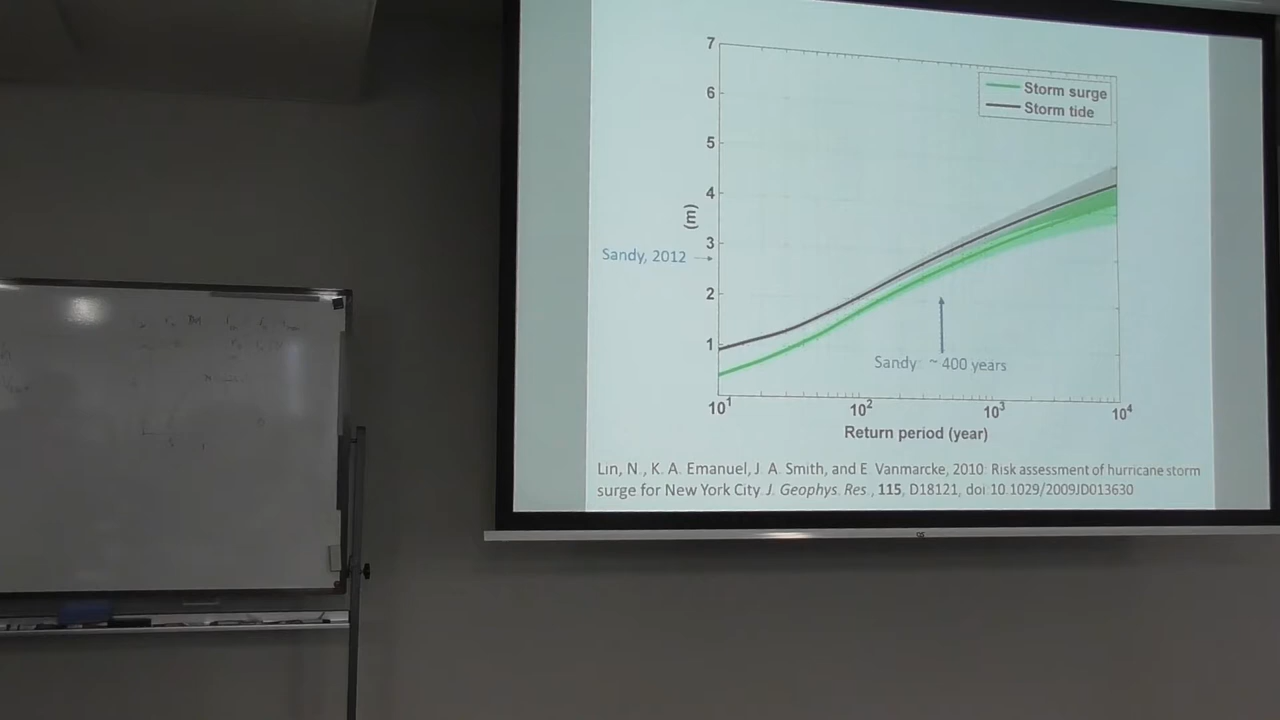 7
6
5
4
3
2
1
(m)
Storm surge
Storm tide
Sandy, 2012
Sandy: ~ 400 years
10¹
10²
10³
10⁴
Return period (year)
Lin, N., K. A. Emanuel, J. A. Smith, and E. Vanmarcke, 2010: Risk assessment of hurricane storm
surge for New York City. J. Geophys. Res., 115, D18121, doi:10.1029/2009JD013630